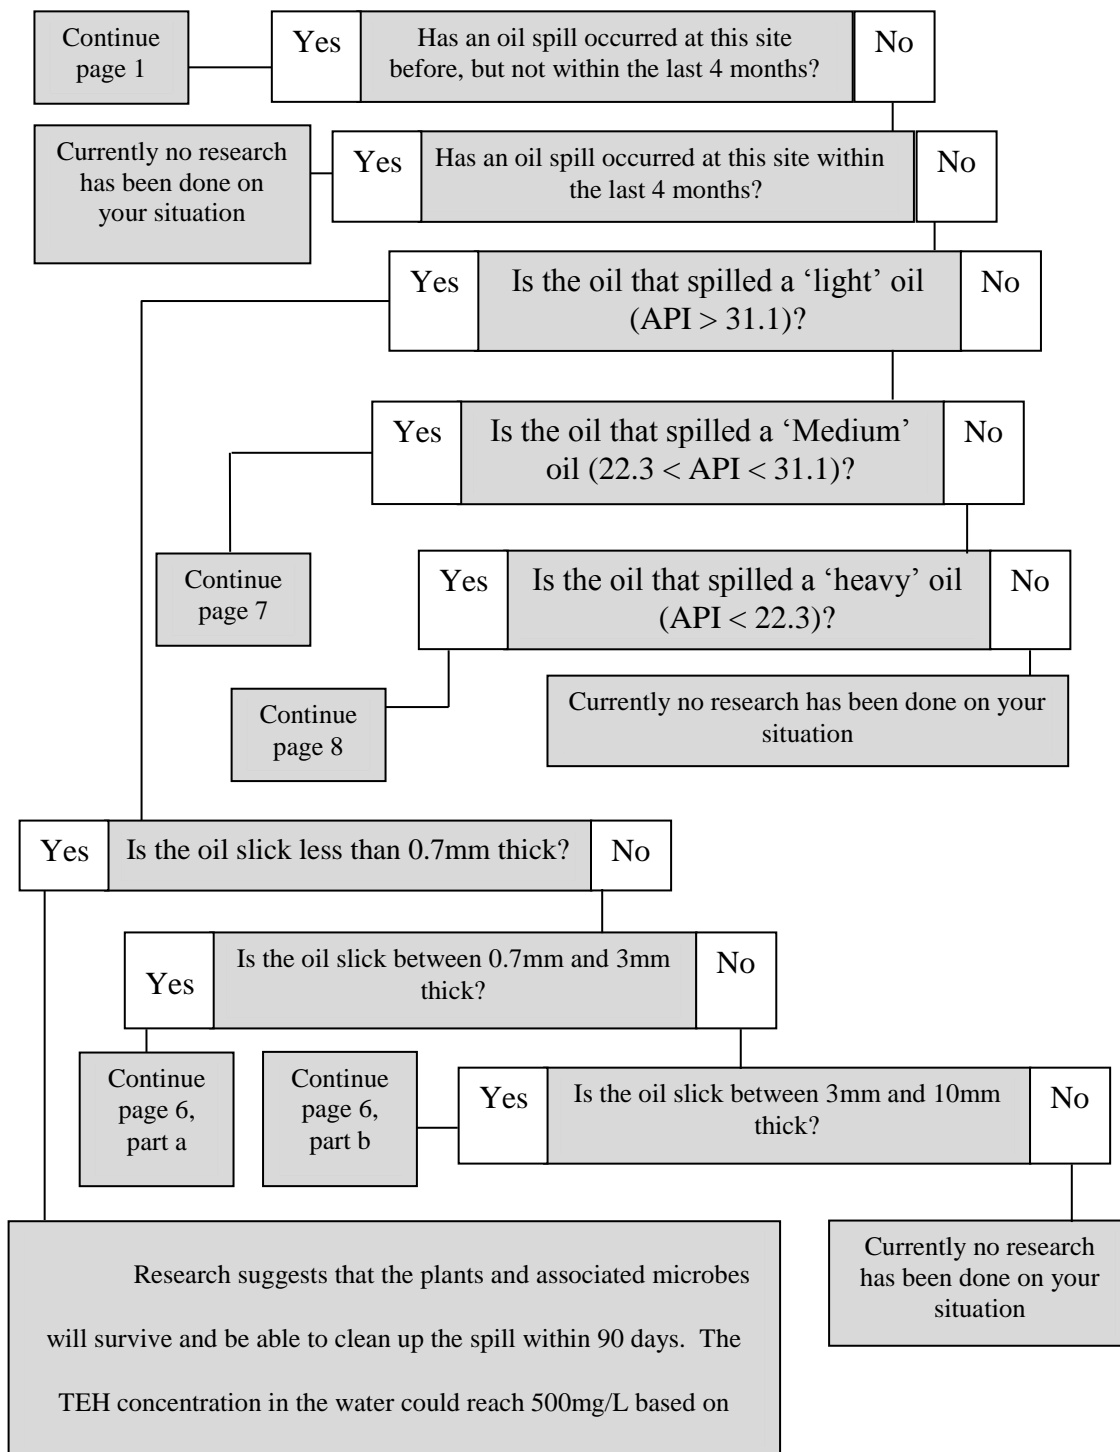 Continue
page 1
Yes
Has an oil spill occurred at this site
before, but not within the last 4 months?
No
Currently no research
has been done on
your situation
Yes
Has an oil spill occurred at this site within
the last 4 months?
No
Yes
Is the oil that spilled a ‘light’ oil
(API > 31.1)?
No
Yes
Is the oil that spilled a ‘Medium’
oil (22.3 < API < 31.1)?
No
Continue
page 7
Yes
Is the oil that spilled a ‘heavy’ oil
(API < 22.3)?
No
Continue
page 8
Currently no research has been done on your
situation
Yes
Is the oil slick less than 0.7mm thick?
No
Yes
Is the oil slick between 0.7mm and 3mm
thick?
No
Continue
page 6,
part a
Continue
page 6,
part b
Yes
Is the oil slick between 3mm and 10mm
thick?
No
Research suggests that the plants and associated microbes
will survive and be able to clean up the spill within 90 days.  The
TEH concentration in the water could reach 500mg/L based on
Currently no research
has been done on your
situation